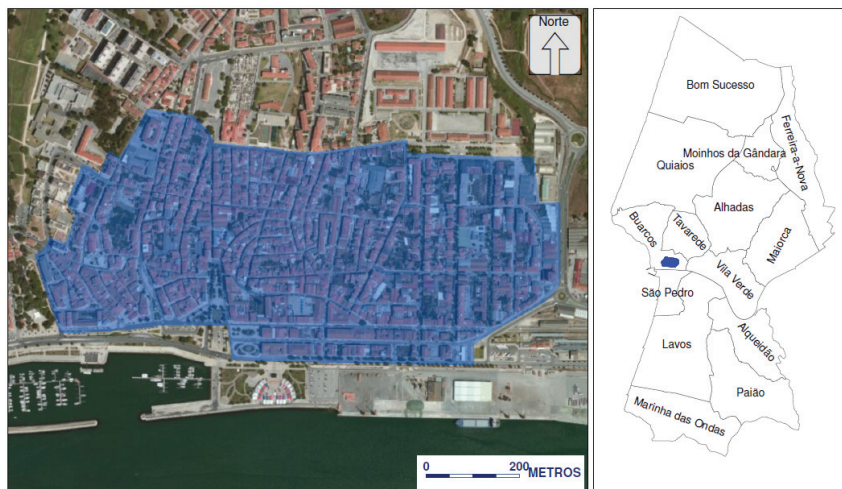 Norte
0 200 METROS
Bom Sucesso
Ferreira-a-Nova
Moinhos da Gândara
Quiaios
Alhadas
Buarcos
Tavarede
Maiorca
Vila Verde
São Pedro
Alqueidão
Lavos
Paião
Marinha das Ondas